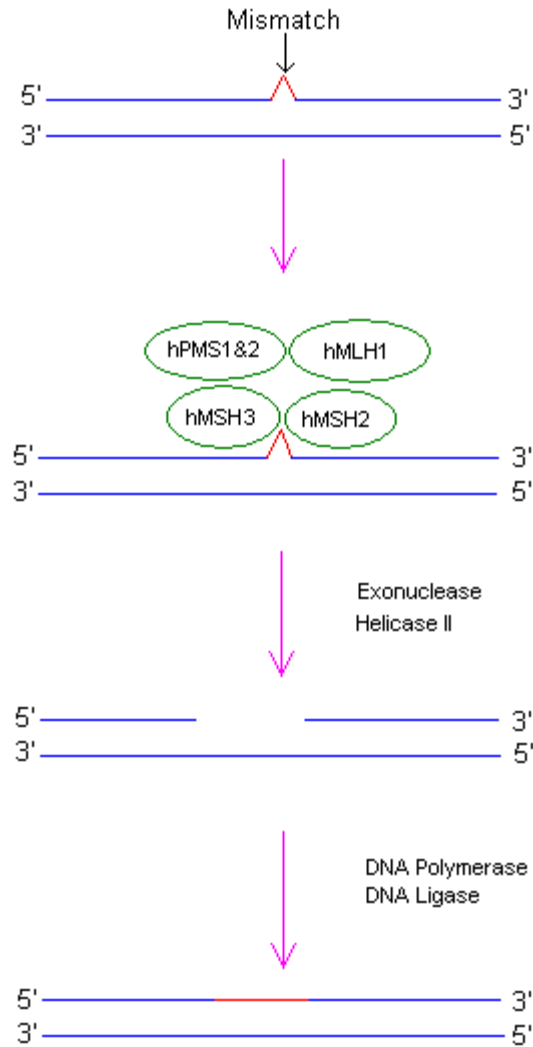 Mismatch
5' 3'
3' 5'
hPMS1&2 hMLH1
hMSH3 hMSH2
5' 3'
3' 5'
Exonuclease
Helicase II
5' 3'
3' 5'
DNA Polymerase
DNA Ligase
5' 3'
3' 5'